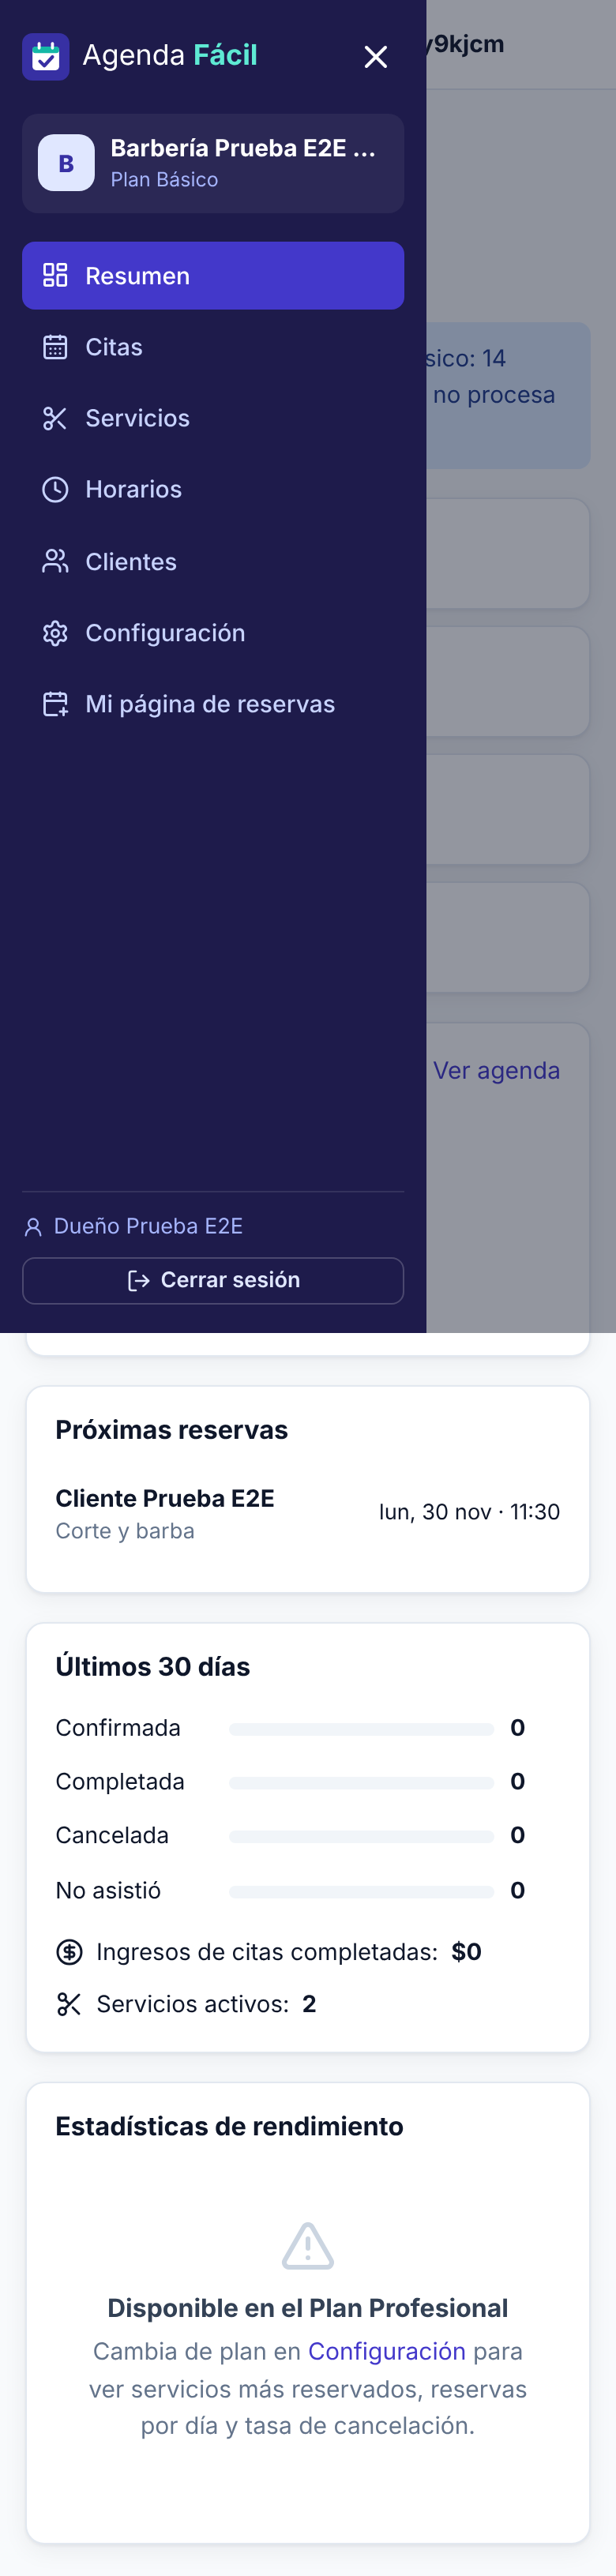 Agenda Fácil
y9kjcm
B
Barbería Prueba E2E ...
Plan Básico
Resumen
Citas
sico: 14
Servicios
no procesa
Horarios
Clientes
Configuración
Mi página de reservas
Ver agenda
Dueño Prueba E2E
Cerrar sesión
Próximas reservas
Cliente Prueba E2E
lun, 30 nov · 11:30
Corte y barba
Últimos 30 días
Confirmada 0
Completada 0
Cancelada 0
No asistió 0
Ingresos de citas completadas: $0
Servicios activos: 2
Estadísticas de rendimiento
Disponible en el Plan Profesional
Cambia de plan en Configuración para
ver servicios más reservados, reservas
por día y tasa de cancelación.